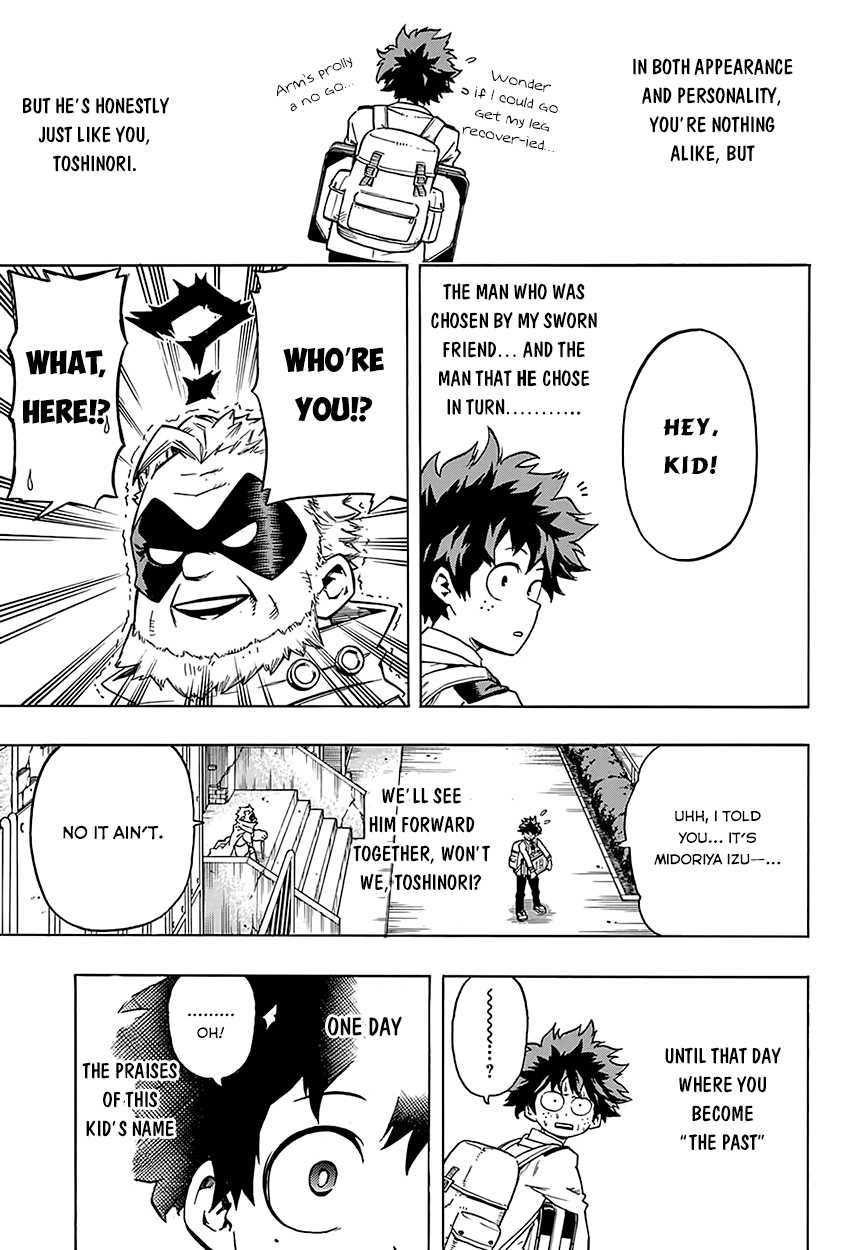 IN BOTH APPEARANCE
AND PERSONALITY,
YOU'RE NOTHING
ALIKE, BUT
Wonder
if I could go
get my leg
recover-ied...
Arm's prolly
a no go...
BUT HE'S HONESTLY
JUST LIKE YOU,
TOSHINORI.
HEY,
KID!
THE MAN WHO WAS
CHOSEN BY MY SWORN
FRIEND... AND THE
MAN THAT HE CHOSE
IN TURN...........
WHO'RE
YOU!?
WHAT,
HERE!?
UHH, I TOLD
YOU... IT'S
MIDORIYA IZU—...
WE'LL SEE
HIM FORWARD
TOGETHER, WON'T
WE, TOSHINORI?
NO IT AIN'T.
UNTIL THAT DAY
WHERE YOU
BECOME
"THE PAST"
~~~...?
ONE DAY
.........
OH!
THE PRAISES
OF THIS
KID'S NAME